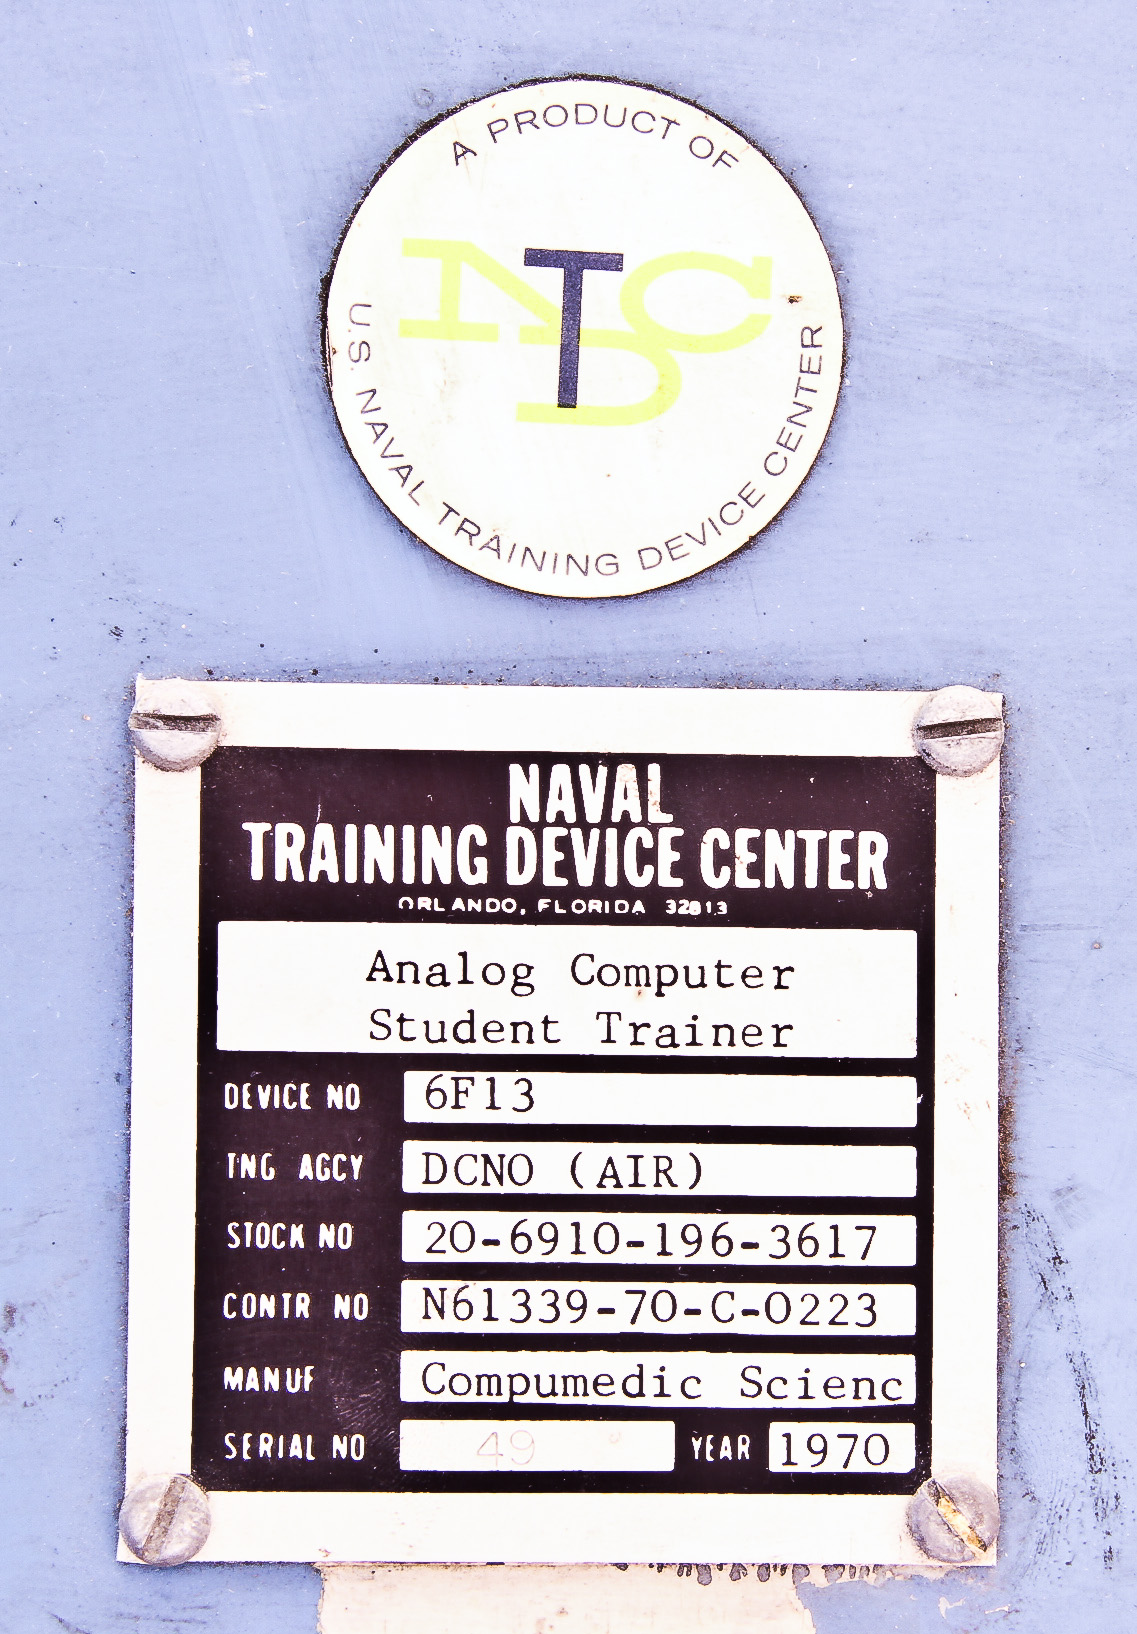 A PRODUCT OF
NTDC
U.S. NAVAL TRAINING DEVICE CENTER
NAVAL
TRAINING DEVICE CENTER
ORLANDO, FLORIDA 32813
Analog Computer
Student Trainer
DEVICE NO 6F13
TNG AGCY DCNO (AIR)
STOCK NO 20-6910-196-3617
CONTR NO N61339-70-C-0223
MANUF Compumedic Scienc
SERIAL NO 49 YEAR 1970